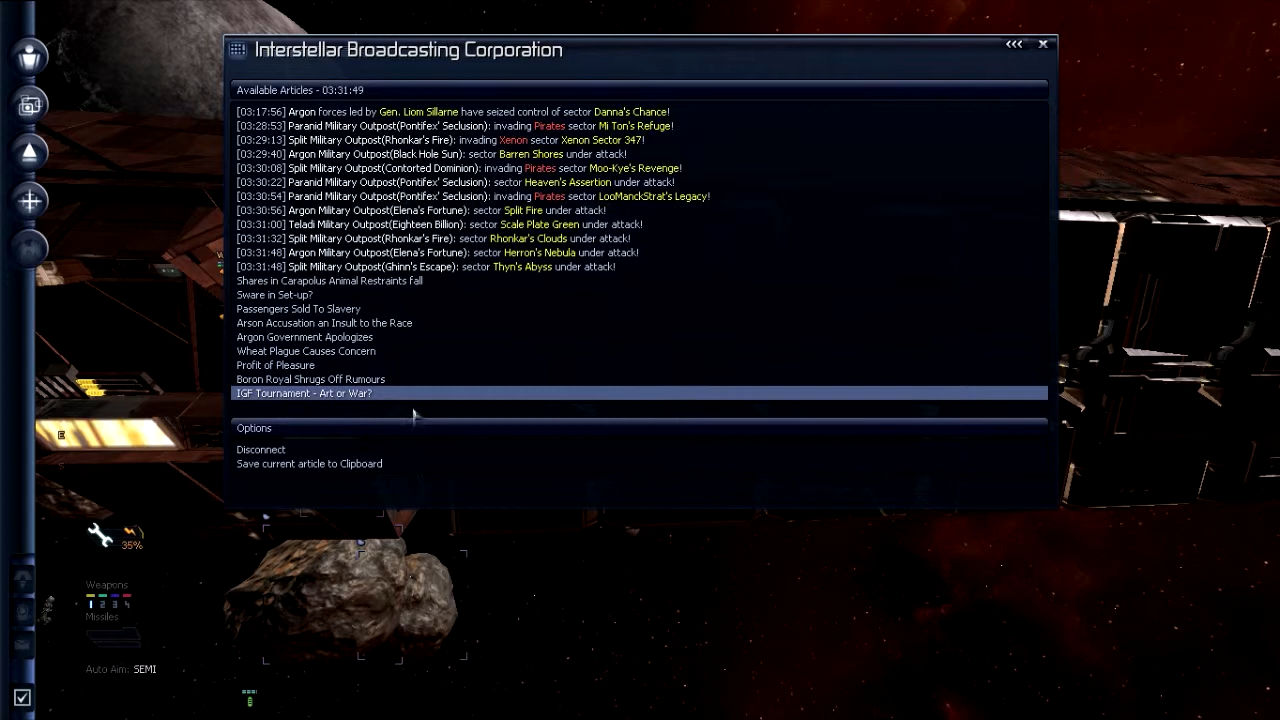 Interstellar Broadcasting Corporation
Available Articles - 03:31:49
[03:17:56] Argon forces led by Gen. Liom Sillarne have seized control of sector Danna's Chance!
[03:28:53] Paranid Military Outpost(Pontifex' Seclusion): invading Pirates sector Mi Ton's Refuge!
[03:29:13] Split Military Outpost(Rhonkar's Fire): invading Xenon sector Xenon Sector 347!
[03:29:40] Argon Military Outpost(Black Hole Sun): sector Barren Shores under attack!
[03:30:08] Split Military Outpost(Contorted Dominion): invading Pirates sector Moo-Kye's Revenge!
[03:30:22] Paranid Military Outpost(Pontifex' Seclusion): sector Heaven's Assertion under attack!
[03:30:54] Paranid Military Outpost(Pontifex' Seclusion): invading Pirates sector LooManckStrat's Legacy!
[03:30:56] Argon Military Outpost(Elena's Fortune): sector Split Fire under attack!
[03:31:00] Teladi Military Outpost(Eighteen Billion): sector Scale Plate Green under attack!
[03:31:32] Split Military Outpost(Rhonkar's Fire): sector Rhonkar's Clouds under attack!
[03:31:48] Argon Military Outpost(Elena's Fortune): sector Herron's Nebula under attack!
[03:31:48] Split Military Outpost(Ghinn's Escape): sector Thyn's Abyss under attack!
Shares in Carapolus Animal Restraints fall
Sware in Set-up?
Passengers Sold To Slavery
Arson Accusation an Insult to the Race
Argon Government Apologizes
Wheat Plague Causes Concern
Profit of Pleasure
Boron Royal Shrugs Off Rumours
IGF Tournament - Art or War?
Options
Disconnect
Save current article to Clipboard
E
S
35%
Weapons
1 2 3 4
Missiles
Auto Aim: SEMI